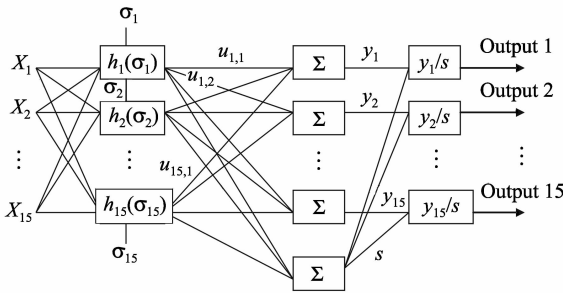 σ₁
X₁ h₁(σ₁) u₁,₁ Σ y₁ y₁/s Output 1
σ₂ u₁,₂
X₂ h₂(σ₂) Σ y₂ y₂/s Output 2
⋮ ⋮ u₁₅,₁ ⋮ ⋮ ⋮
X₁₅ h₁₅(σ₁₅) Σ y₁₅ y₁₅/s Output 15
σ₁₅ Σ s